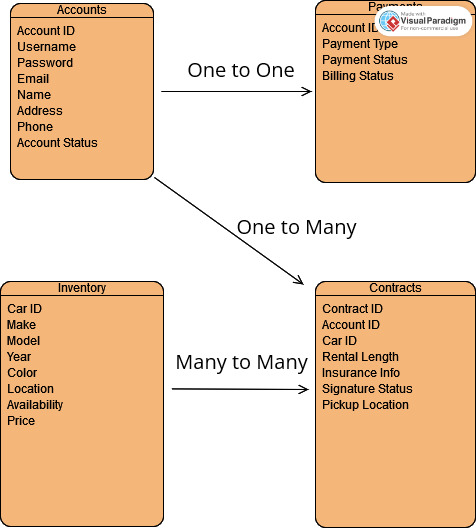 Accounts
Account ID
Username
Password
Email
Name
Address
Phone
Account Status
One to One
Payments
Made with
Visual Paradigm
For non-commercial use
Account ID
Payment Type
Payment Status
Billing Status
One to Many
Inventory
Car ID
Make
Model
Year
Color
Location
Availability
Price
Many to Many
Contracts
Contract ID
Account ID
Car ID
Rental Length
Insurance Info
Signature Status
Pickup Location